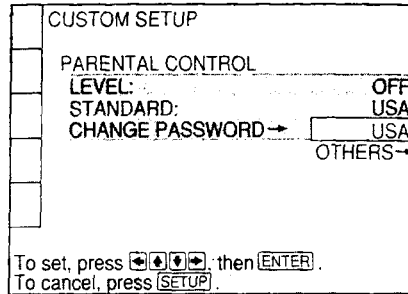 CUSTOM SETUP
PARENTAL CONTROL
LEVEL: OFF
STANDARD: USA
CHANGE PASSWORD→ USA
OTHERS→
To set, press ←↑↓→, then ENTER.
To cancel, press SETUP.